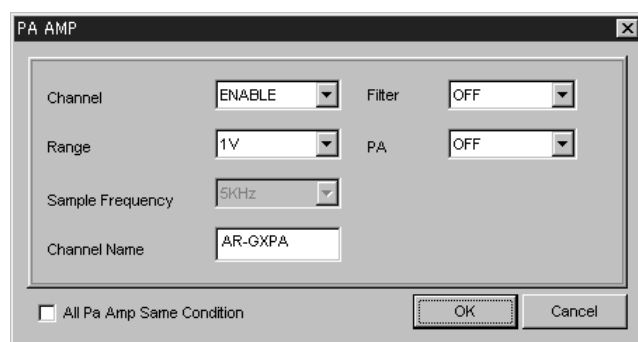 PA AMP
Channel ENABLE Filter OFF
Range 1V PA OFF
Sample Frequency 5KHz
Channel Name AR-GXPA
All Pa Amp Same Condition OK Cancel